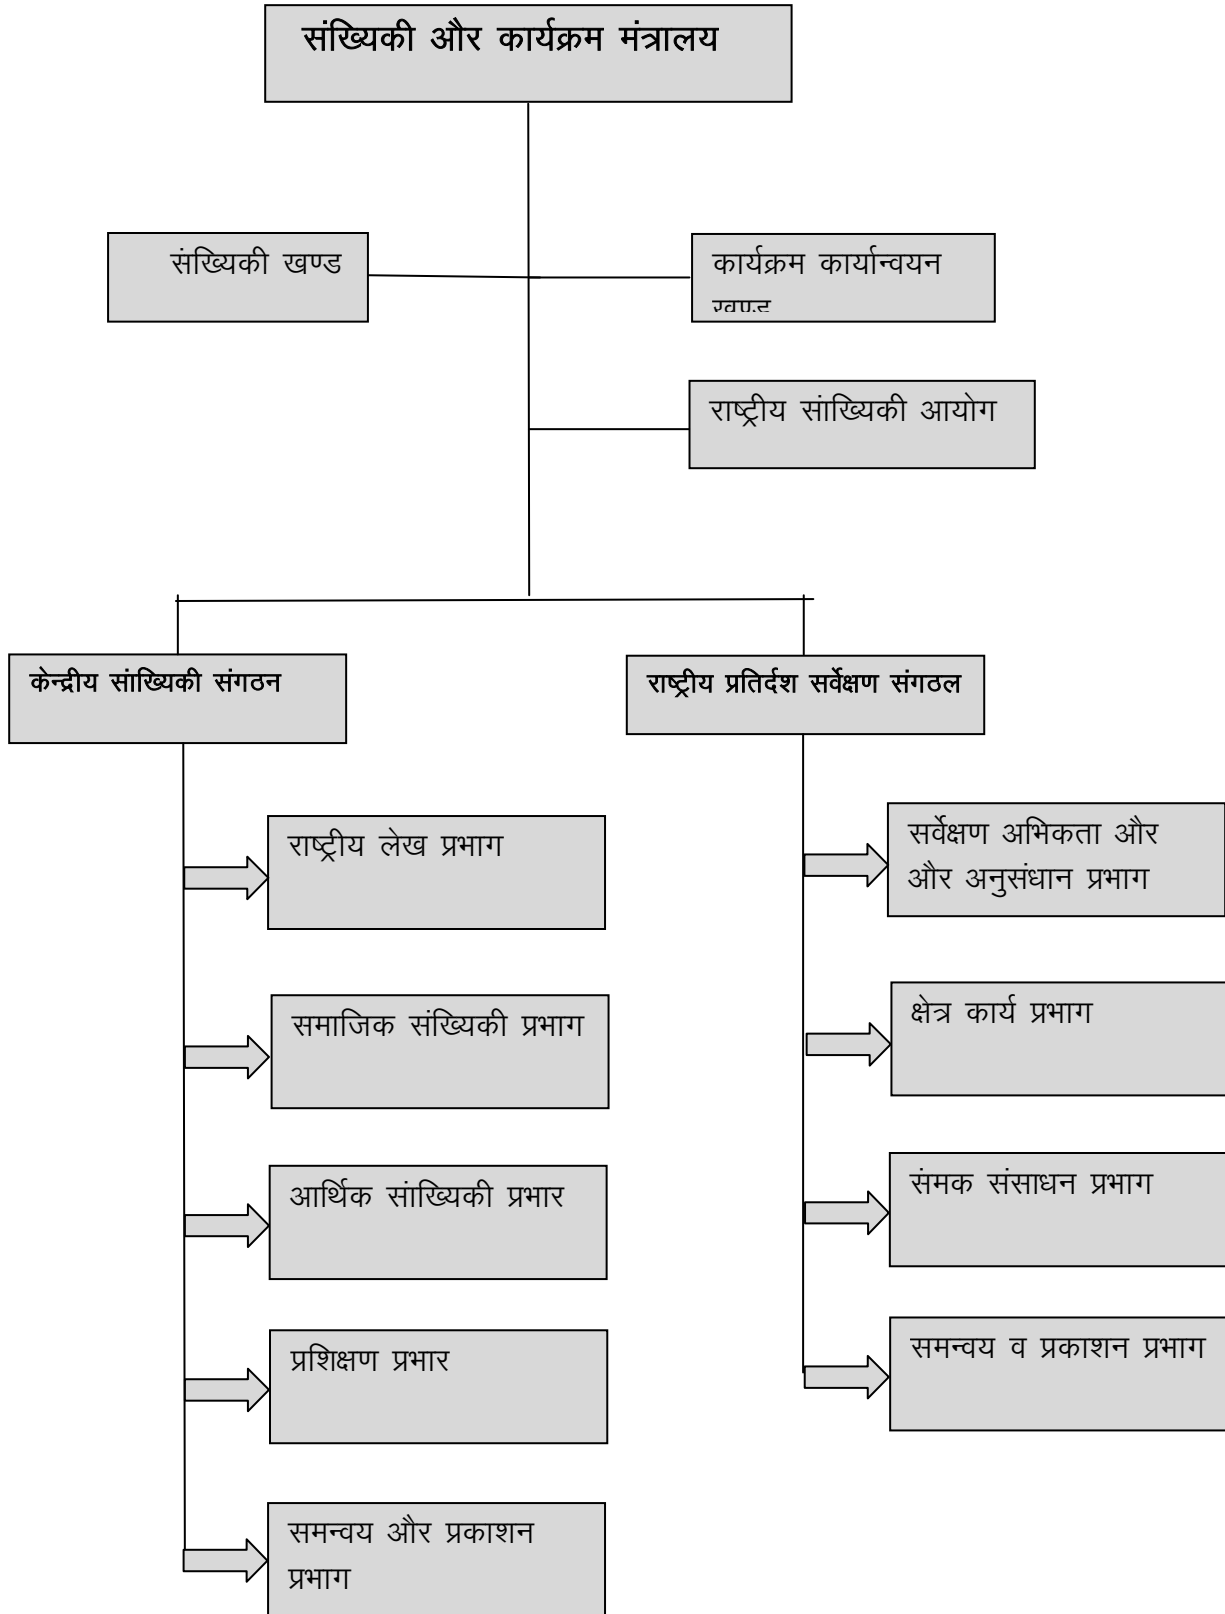 संख्यिकी और कार्यक्रम मंत्रालय
संख्यिकी खण्ड
कार्यक्रम कार्यान्वयन
खण्ड
राष्ट्रीय सांख्यिकी आयोग
केन्द्रीय सांख्यिकी संगठन
राष्ट्रीय प्रतिर्दश सर्वेक्षण संगठल
राष्ट्रीय लेख प्रभाग
समाजिक संख्यिकी प्रभाग
आर्थिक सांख्यिकी प्रभार
प्रशिक्षण प्रभार
समन्वय और प्रकाशन
प्रभाग
सर्वेक्षण अभिकता और
और अनुसंधान प्रभाग
क्षेत्र कार्य प्रभाग
संमक संसाधन प्रभाग
समन्वय व प्रकाशन प्रभाग